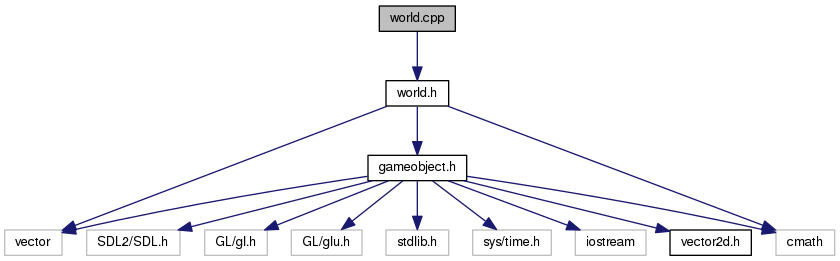 world.cpp
world.h
gameobject.h
vector
SDL2/SDL.h
GL/gl.h
GL/glu.h
stdlib.h
sys/time.h
iostream
vector2d.h
cmath